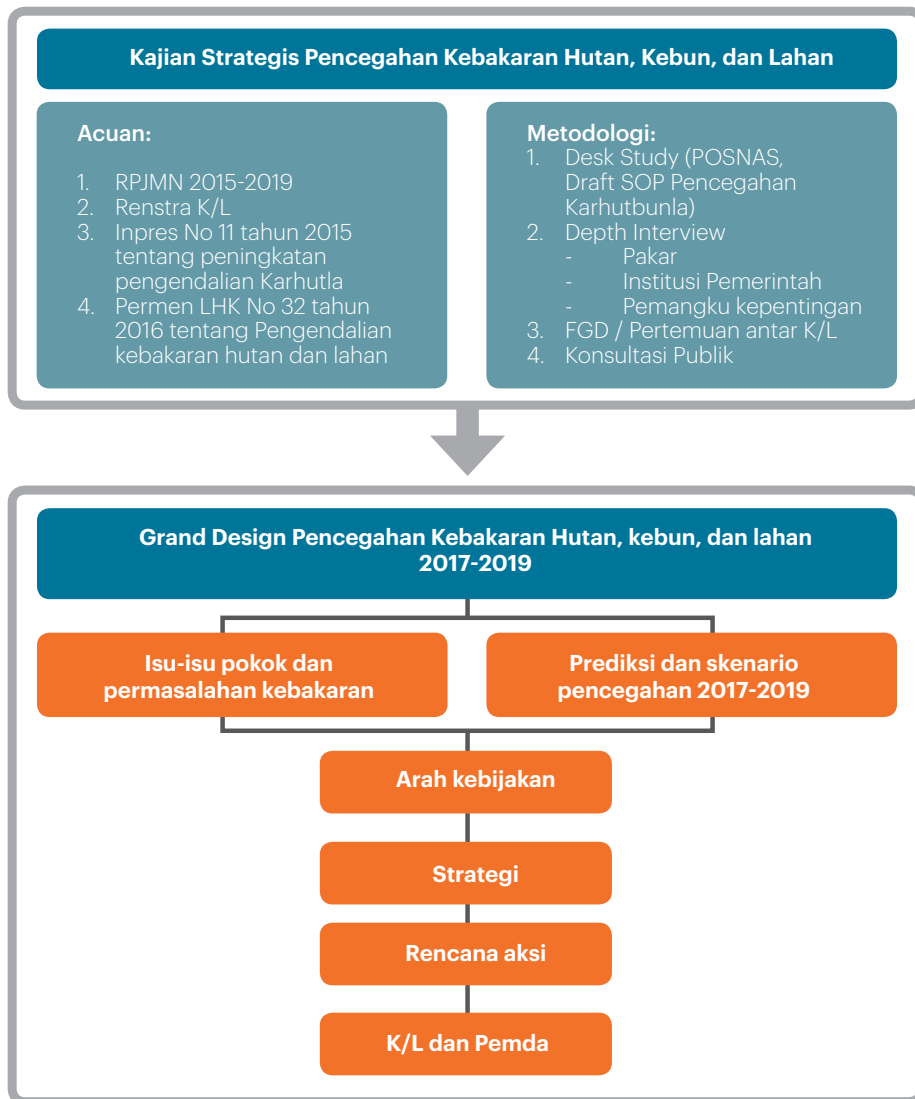 Kajian Strategis Pencegahan Kebakaran Hutan, Kebun, dan Lahan
Acuan:
1. RPJMN 2015-2019
2. Renstra K/L
3. Inpres No 11 tahun 2015
tentang peningkatan
pengendalian Karhutla
4. Permen LHK No 32 tahun
2016 tentang Pengendalian
kebakaran hutan dan lahan
Metodologi:
1. Desk Study (POSNAS,
Draft SOP Pencegahan
Karhutbunla)
2. Depth Interview
- Pakar
- Institusi Pemerintah
- Pemangku kepentingan
3. FGD / Pertemuan antar K/L
4. Konsultasi Publik
Grand Design Pencegahan Kebakaran Hutan, kebun, dan lahan
2017-2019
Isu-isu pokok dan
permasalahan kebakaran
Prediksi dan skenario
pencegahan 2017-2019
Arah kebijakan
Strategi
Rencana aksi
K/L dan Pemda